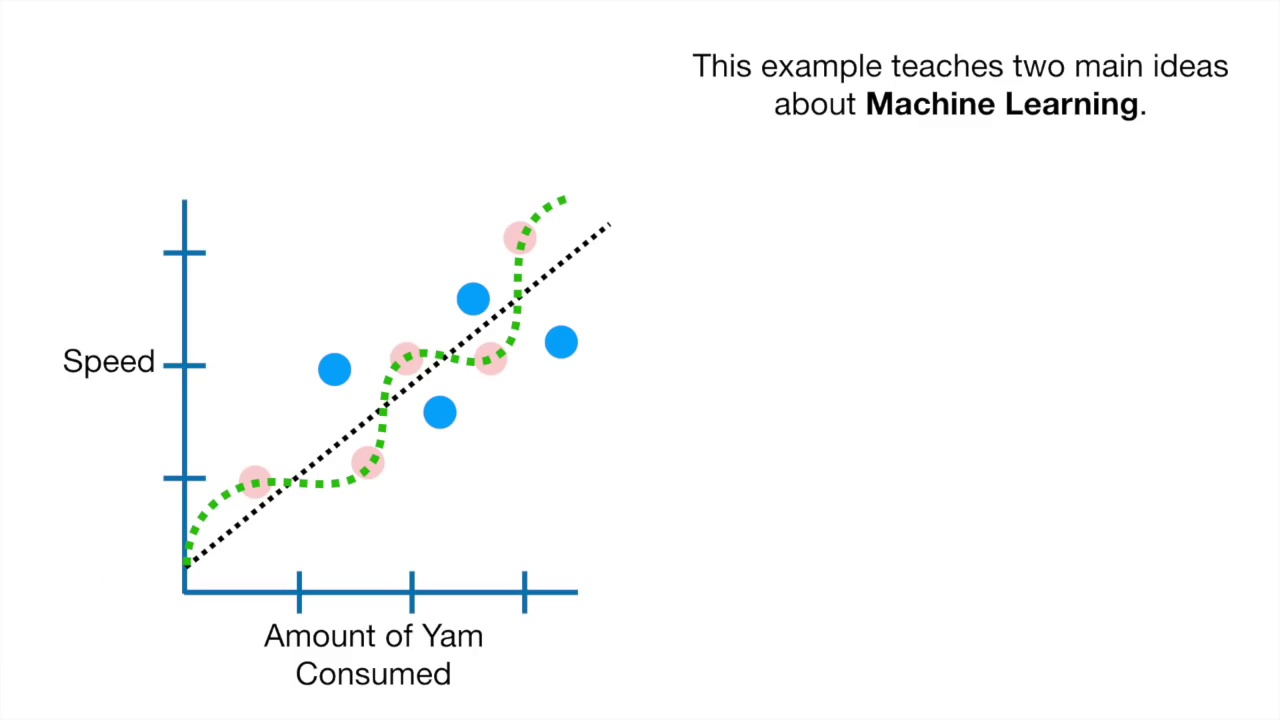 This example teaches two main ideas
about Machine Learning.
Speed
Amount of Yam
Consumed